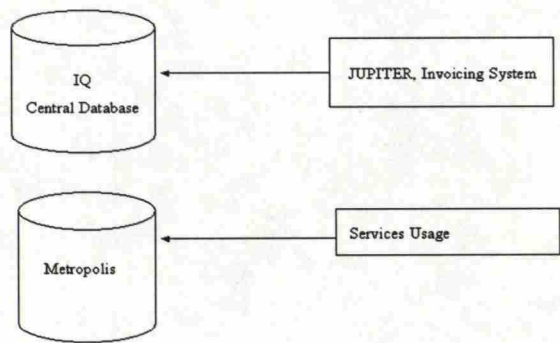 IQ
Central Database
JUPITER, Invoicing System
Metropolis
Services Usage